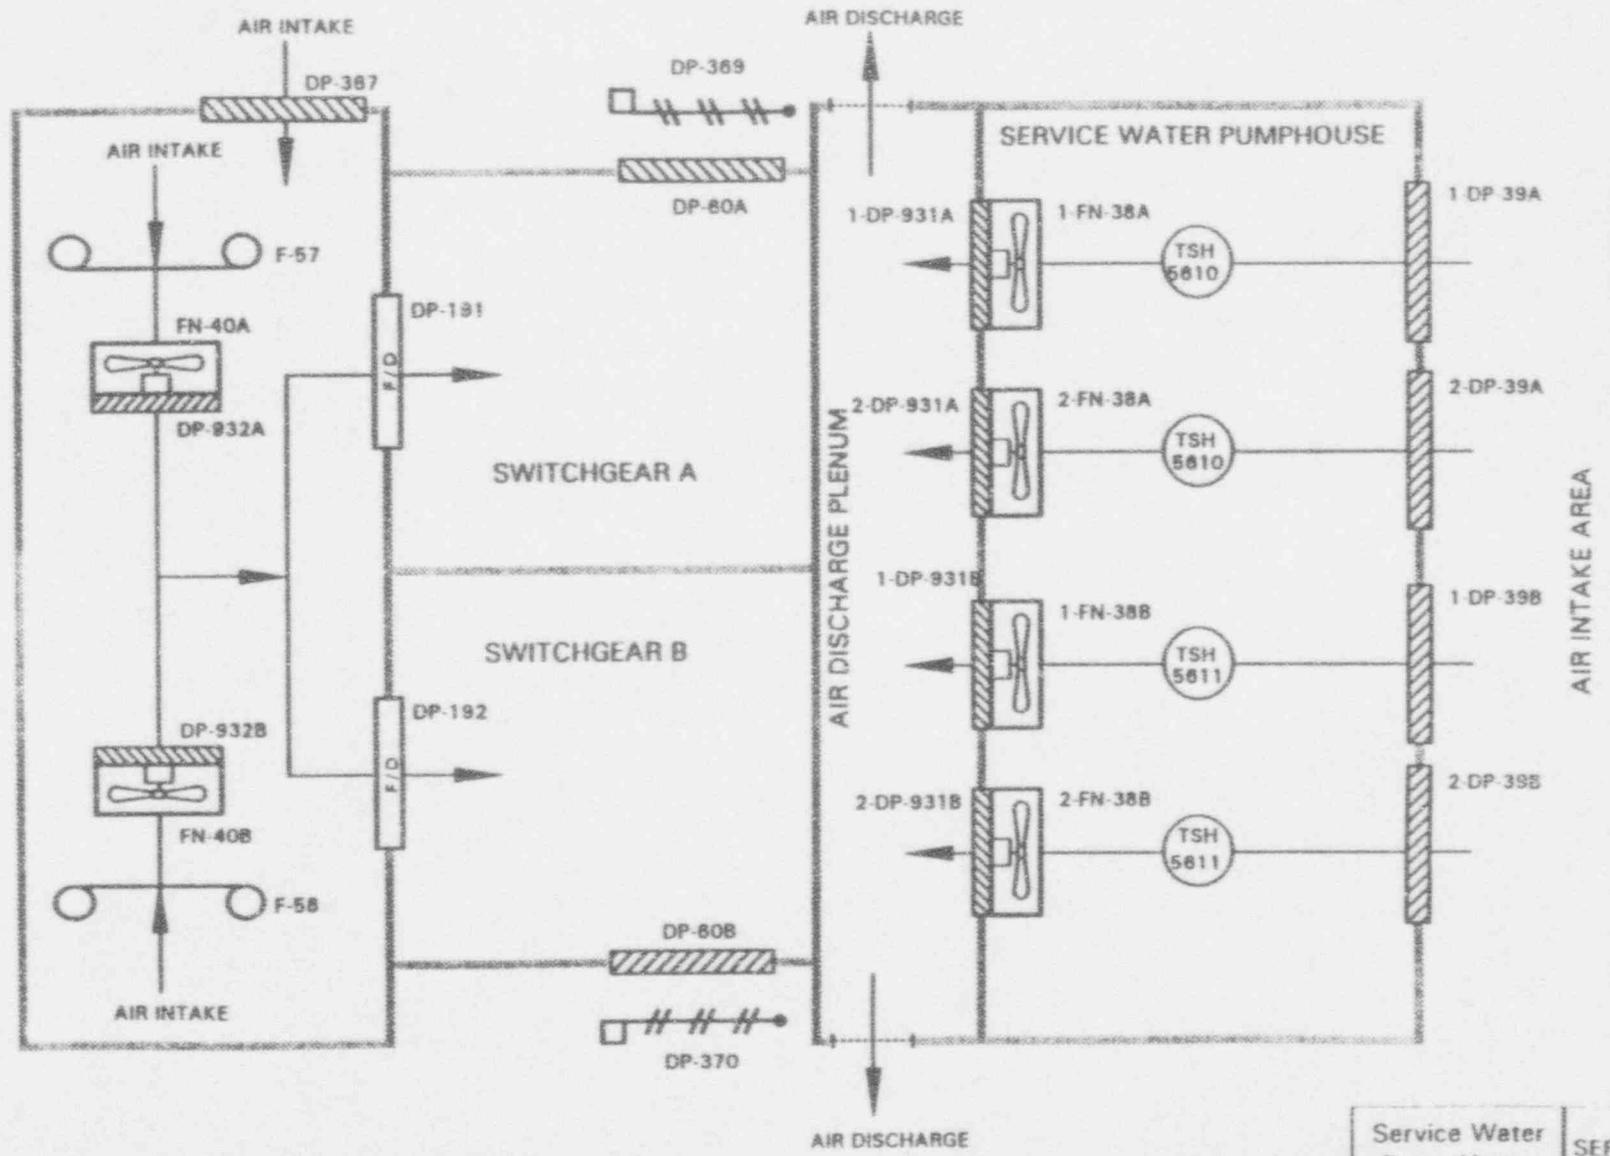 AIR INTAKE
DP-367
AIR INTAKE
F-57
FN-40A
DP-932A
DP-191
F/D
SWITCHGEAR A
SWITCHGEAR B
DP-192
F/D
DP-932B
FN-40B
F-58
AIR INTAKE
DP-369
DP-60A
DP-60B
DP-370
AIR DISCHARGE
AIR DISCHARGE PLENUM
AIR DISCHARGE
SERVICE WATER PUMPHOUSE
1-DP-931A
1-FN-38A
TSH
5610
1-DP-39A
2-DP-931A
2-FN-38A
TSH
5610
2-DP-39A
1-DP-931B
1-FN-38B
TSH
5611
1-DP-39B
2-DP-931B
2-FN-38B
TSH
5611
2-DP-39B
AIR INTAKE AREA
Service Water